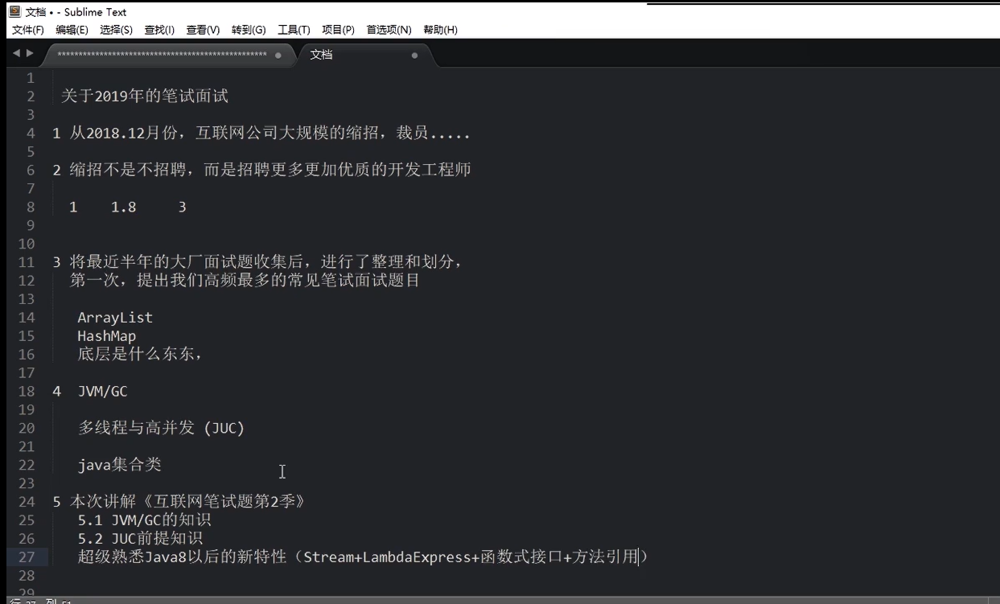 文档 • - Sublime Text
文件(F) 编辑(E) 选择(S) 查找(I) 查看(V) 转到(G) 工具(T) 项目(P) 首选项(N) 帮助(H)
文档
1
2 关于2019年的笔试面试
3
4 1 从2018.12月份，互联网公司大规模的缩招，裁员.....
5
6 2 缩招不是不招聘，而是招聘更多更加优质的开发工程师
7
8 1 1.8 3
9
10
11 3 将最近半年的大厂面试题收集后，进行了整理和划分，
12 第一次，提出我们高频最多的常见笔试面试题目
13
14 ArrayList
15 HashMap
16 底层是什么东东，
17
18 4 JVM/GC
19
20 多线程与高并发 (JUC)
21
22 java集合类
23
24 5 本次讲解《互联网笔试题第2季》
25 5.1 JVM/GC的知识
26 5.2 JUC前提知识
27 超级熟悉Java8以后的新特性（Stream+LambdaExpress+函数式接口+方法引用）
28
29